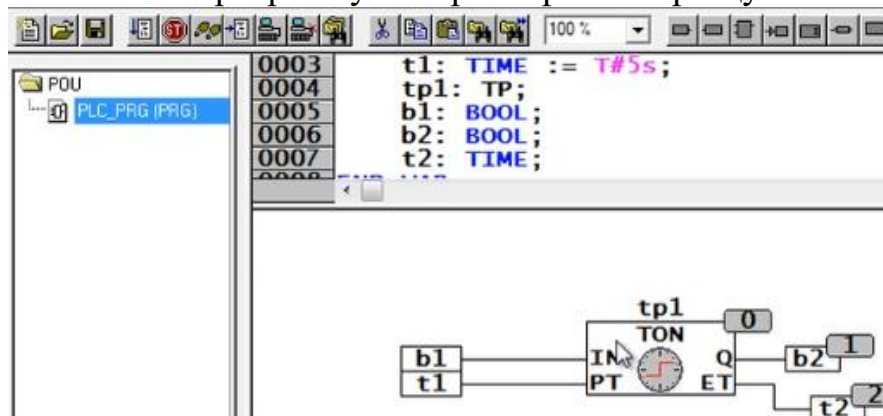 100 %
POU
PLC_PRG (PRG)
0003 t1: TIME := T#5s;
0004 tp1: TP;
0005 b1: BOOL;
0006 b2: BOOL;
0007 t2: TIME;
tp1
0
TON
b1 IN Q b2 1
t1 PT ET
t2 2